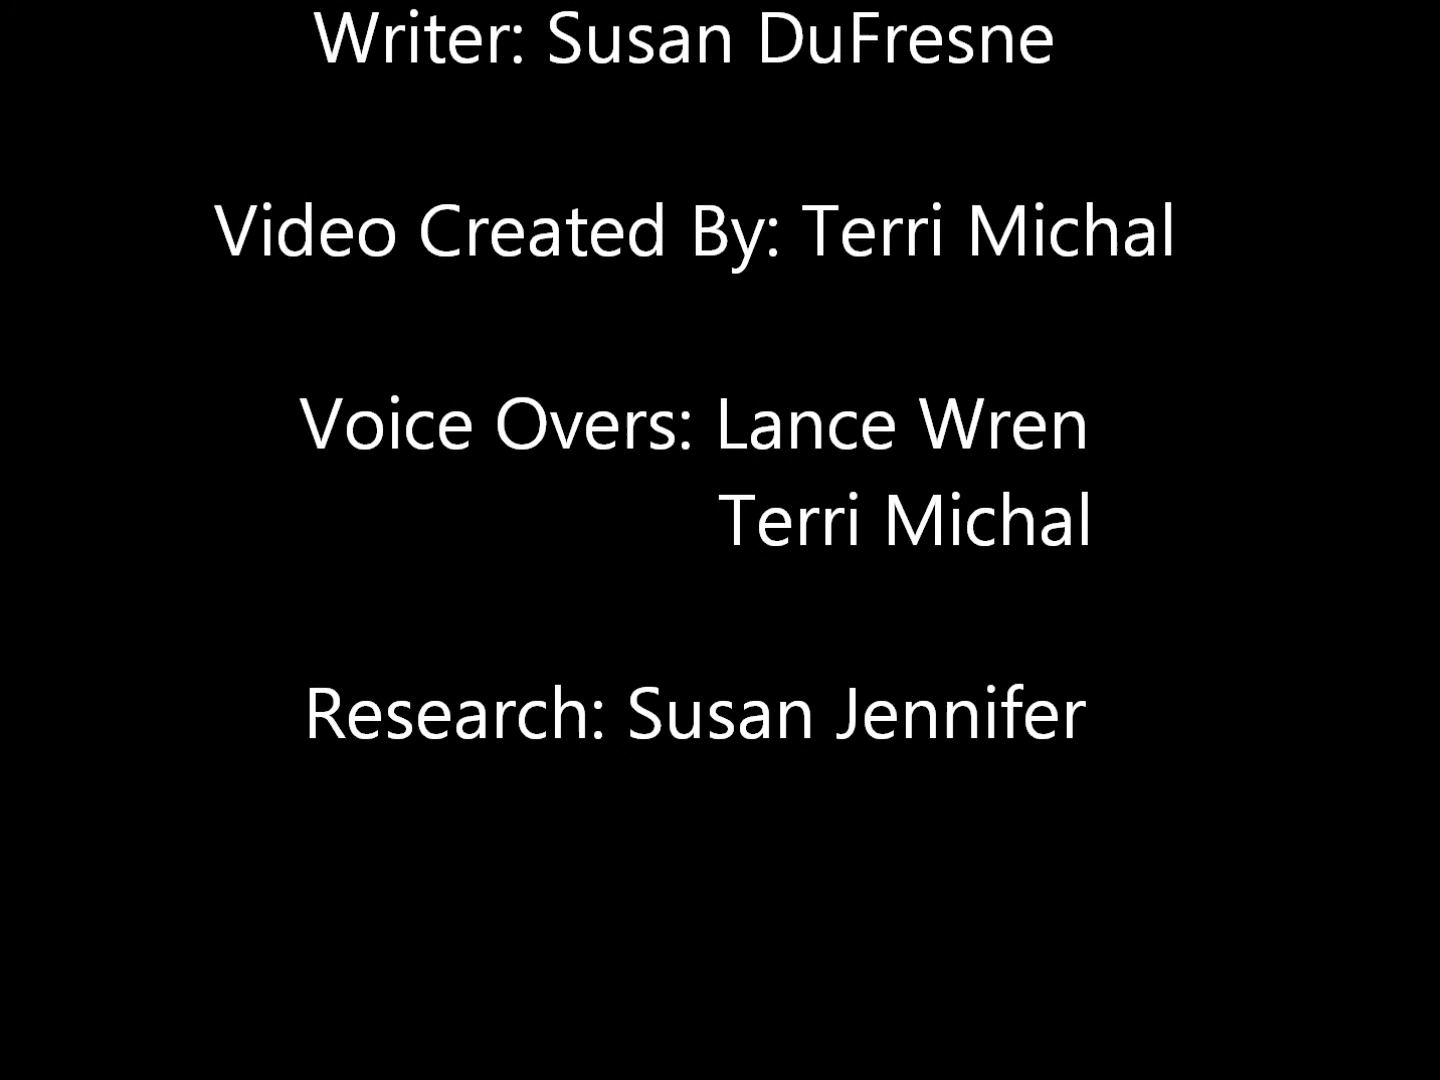 Writer: Susan DuFresne
Video Created By: Terri Michal
Voice Overs: Lance Wren
Terri Michal
Research: Susan Jennifer